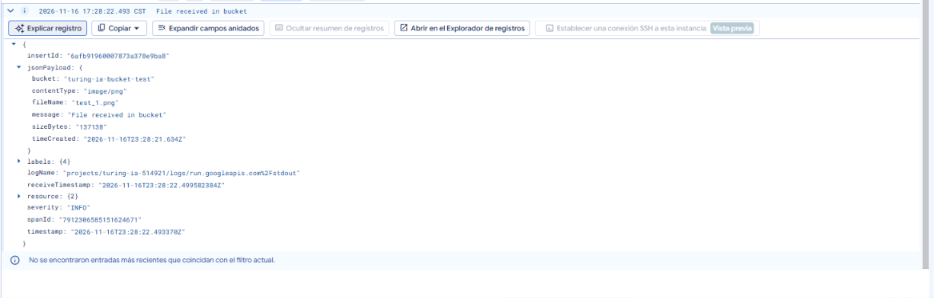 2026-11-16 17:28:22.493 CST File received in bucket
Explicar registro Copiar Expandir campos anidados Ocultar resumen de registros Abrir en el Explorador de registros Establecer una conexión SSH a esta instancia Vista previa
{
insertId: "6afb91960007873a378e9ba8"
jsonPayload: {
bucket: "turing-ia-bucket-test"
contentType: "image/png"
fileName: "test_1.png"
message: "File received in bucket"
sizeBytes: "137138"
timeCreated: "2026-11-16T23:28:21.634Z"
}
labels: {4}
logName: "projects/turing-ia-514921/logs/run.googleapis.com%2Fstdout"
receiveTimestamp: "2026-11-16T23:28:22.499582384Z"
resource: {2}
severity: "INFO"
spanId: "7912306585151624671"
timestamp: "2026-11-16T23:28:22.493370Z"
}
No se encontraron entradas más recientes que coincidan con el filtro actual.